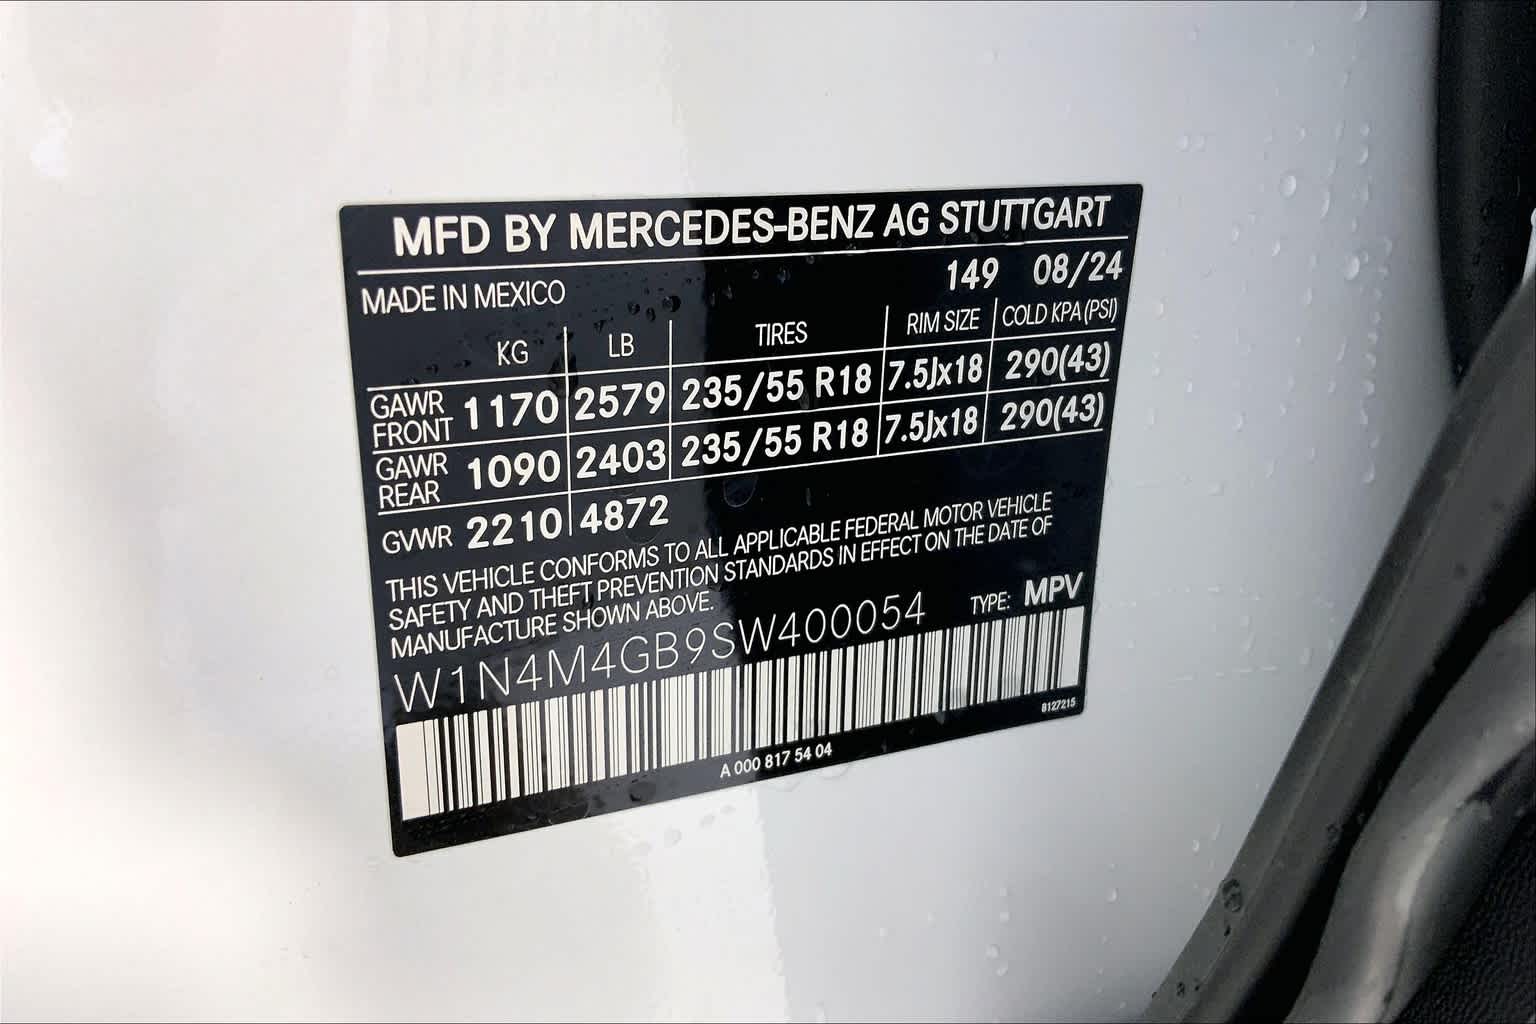 MFD BY MERCEDES-BENZ AG STUTTGART
MADE IN MEXICO 149 08/24
KG LB TIRES RIM SIZE COLD KPA(PSI)
GAWR FRONT 1170 2579 235/55 R18 7.5Jx18 290(43)
GAWR REAR 1090 2403 235/55 R18 7.5Jx18 290(43)
GVWR 2210 4872
THIS VEHICLE CONFORMS TO ALL APPLICABLE FEDERAL MOTOR VEHICLE
SAFETY AND THEFT PREVENTION STANDARDS IN EFFECT ON THE DATE OF
MANUFACTURE SHOWN ABOVE.
W1N4M4GB9SW400054 TYPE: MPV
8127215
A 000 817 54 04